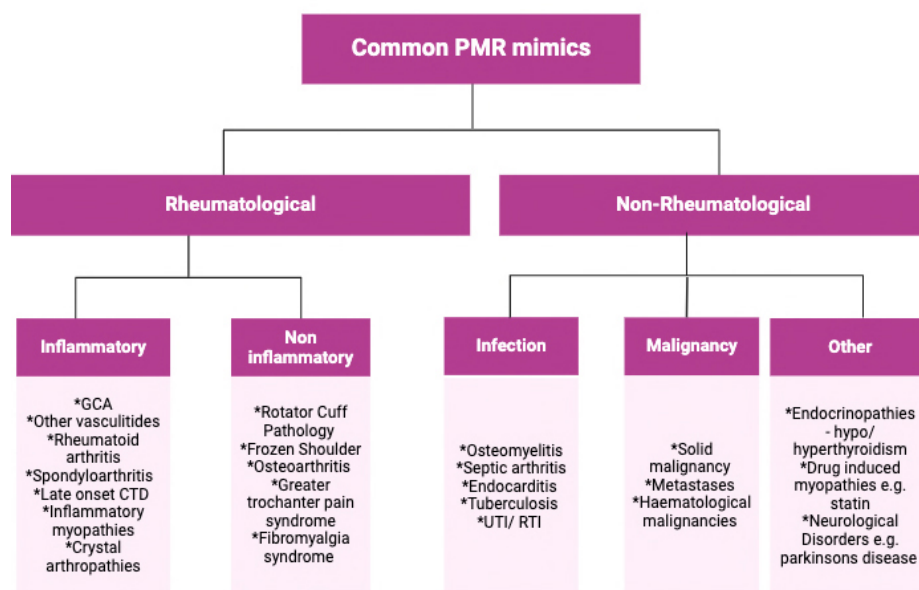 Common PMR mimics
Rheumatological
Non-Rheumatological
Inflammatory
*GCA
*Other vasculitides
*Rheumatoid
arthritis
*Spondyloarthritis
*Late onset CTD
*Inflammatory
myopathies
*Crystal
arthropathies
Non
inflammatory
*Rotator Cuff
Pathology
*Frozen Shoulder
*Osteoarthritis
*Greater
trochanter pain
syndrome
*Fibromyalgia
syndrome
Infection
*Osteomyelitis
*Septic arthritis
*Endocarditis
*Tuberculosis
*UTI/ RTI
Malignancy
*Solid
malignancy
*Metastases
*Haematological
malignancies
Other
*Endocrinopathies
- hypo/
hyperthyroidism
*Drug induced
myopathies e.g.
statin
*Neurological
Disorders e.g.
parkinsons disease